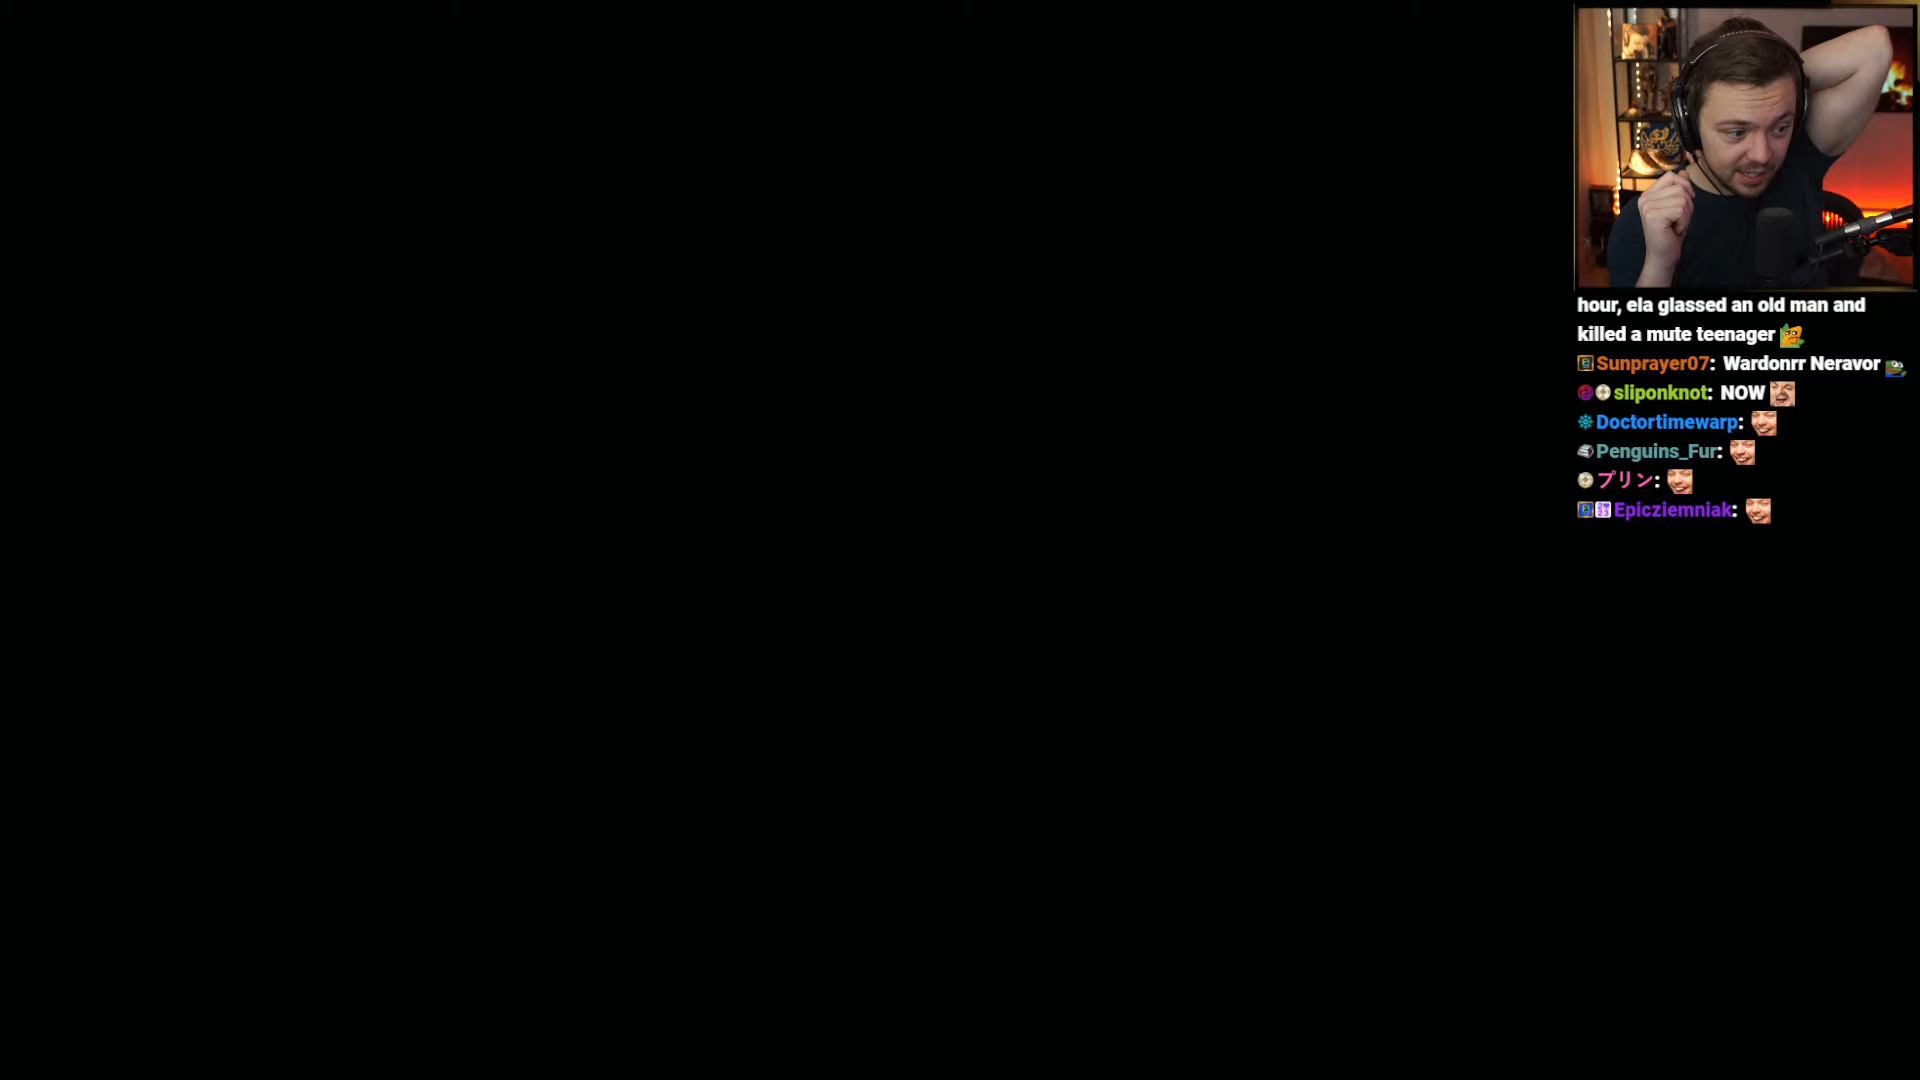 hour, ela glassed an old man and
killed a mute teenager
Sunprayer07: Wardonrr Neravor
sliponknot: NOW
Doctortimewarp:
Penguins_Fur:
プリン:
Epicziemniak: